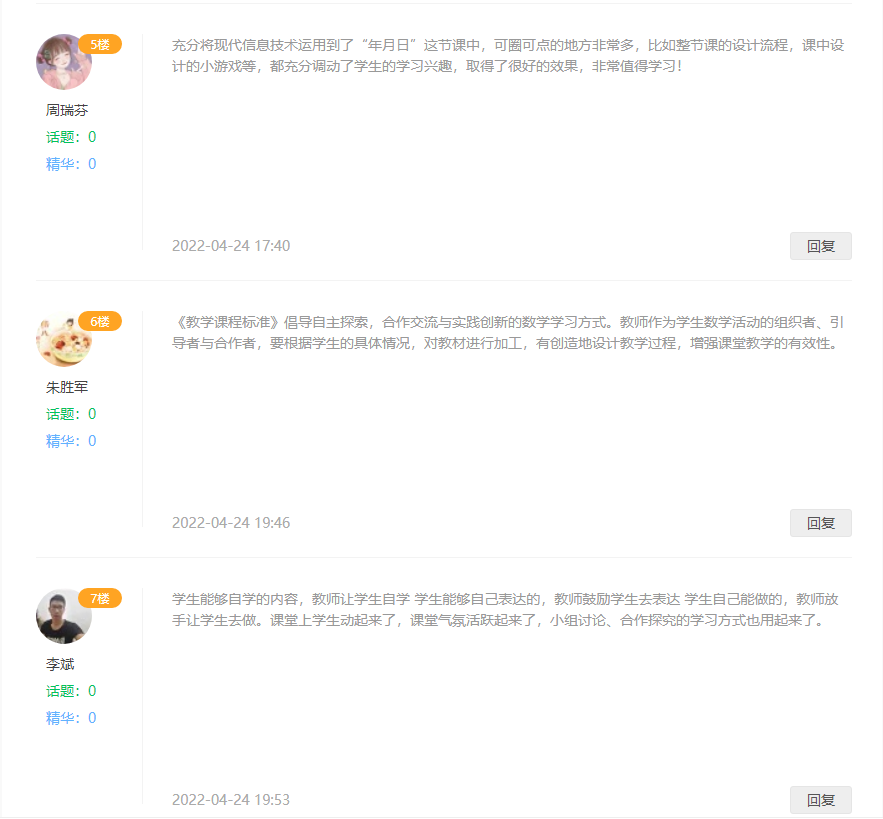 5楼
充分将现代信息技术运用到了“年月日”这节课中，可圈可点的地方非常多，比如整节课的设计流程，课中设
计的小游戏等，都充分调动了学生的学习兴趣，取得了很好的效果，非常值得学习！
周瑞芬
话题：0
精华：0
2022-04-24 17:40
回复
6楼
《教学课程标准》倡导自主探索，合作交流与实践创新的数学学习方式。教师作为学生数学活动的组织者、引
导者与合作者，要根据学生的具体情况，对教材进行加工，有创造地设计教学过程，增强课堂教学的有效性。
朱胜军
话题：0
精华：0
2022-04-24 19:46
回复
7楼
学生能够自学的内容，教师让学生自学 学生能够自己表达的，教师鼓励学生去表达 学生自己能做的，教师放
手让学生去做。课堂上学生动起来了，课堂气氛活跃起来了，小组讨论、合作探究的学习方式也用起来了。
李斌
话题：0
精华：0
2022-04-24 19:53
回复